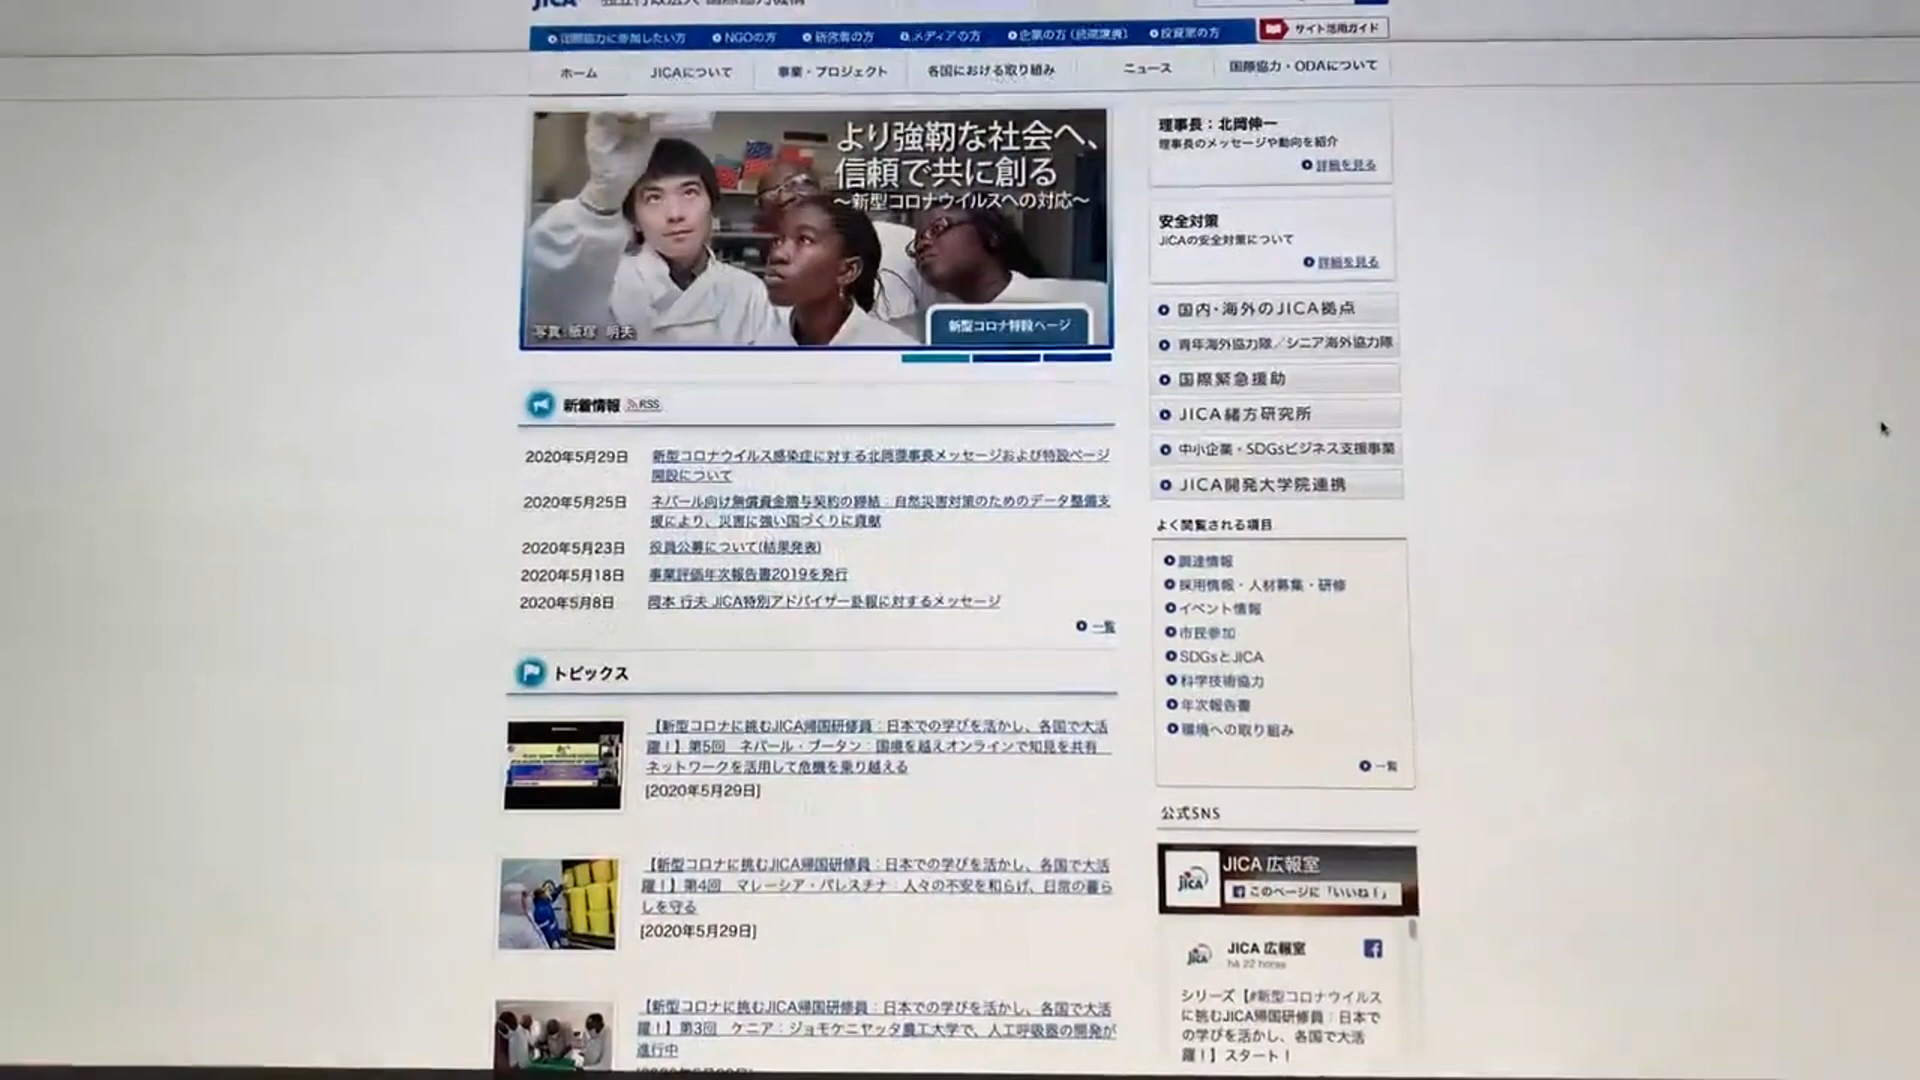 JICA 独立行政法人 国際協力機構
国際協力に参加したい方 NGOの方 研究者の方 メディアの方 企業の方 (民間連携) 投資家の方 サイト活用ガイド
ホーム JICAについて 事業・プロジェクト 各国における取り組み ニュース 国際協力・ODAについて
より強靭な社会へ、
信頼で共に創る
～新型コロナウイルスへの対応～
写真:飯塚 明夫
新型コロナ特設ページ
新着情報 RSS
2020年5月29日 新型コロナウイルス感染症に対する北岡理事長メッセージおよび特設ページ
開設について
2020年5月25日 ネパール向け無償資金贈与契約の締結：自然災害対策のためのデータ整備支
援により、災害に強い国づくりに貢献
2020年5月23日 役員公募について(結果発表)
2020年5月18日 事業評価年次報告書2019を発行
2020年5月8日 岡本 行夫 JICA特別アドバイザー訃報に対するメッセージ
一覧
トピックス
【新型コロナに挑むJICA帰国研修員：日本での学びを活かし、各国で大活
躍！】第5回 ネパール・ブータン：国境を越えオンラインで知見を共有
ネットワークを活用して危機を乗り越える
[2020年5月29日]
【新型コロナに挑むJICA帰国研修員：日本での学びを活かし、各国で大活
躍！】第4回 マレーシア・パレスチナ：人々の不安を和らげ、日常の暮ら
しを守る
[2020年5月29日]
【新型コロナに挑むJICA帰国研修員：日本での学びを活かし、各国で大活
躍！】第3回 ケニア：ジョモケニヤッタ農工大学で、人工呼吸器の開発が
進行中
理事長：北岡伸一
理事長のメッセージや動向を紹介
詳細を見る
安全対策
JICAの安全対策について
詳細を見る
国内・海外のJICA拠点
青年海外協力隊／シニア海外協力隊
国際緊急援助
JICA緒方研究所
中小企業・SDGsビジネス支援事業
JICA開発大学院連携
よく閲覧される項目
調達情報
採用情報・人材募集・研修
イベント情報
市民参加
SDGsとJICA
科学技術協力
年次報告書
環境への取り組み
一覧
公式SNS
JICA JICA 広報室
このページに「いいね！」
JICA JICA 広報室
há 22 horas
シリーズ【#新型コロナウイルス
に挑むJICA帰国研修員：日本で
の学びを活かし、各国で大活
躍！】スタート！